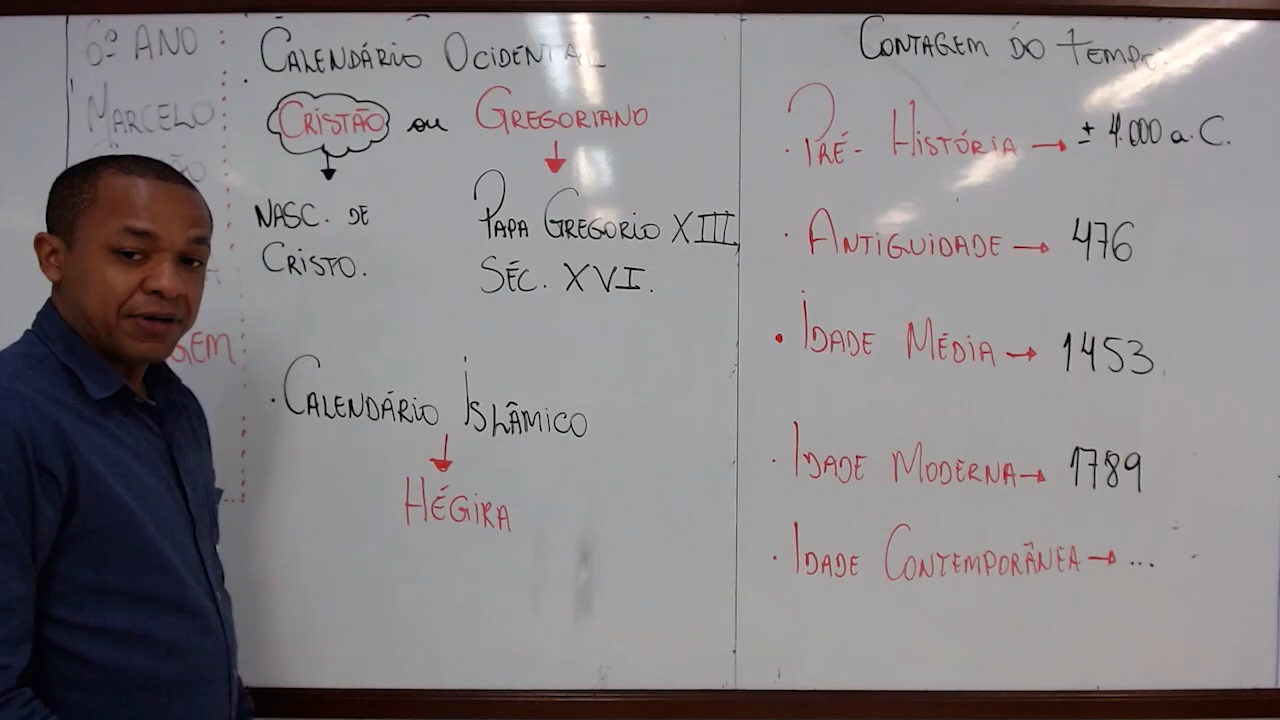 6º ANO
MARCELO
GEM
CALENDÁRIO OCIDENTAL
CRISTÃO ou GREGORIANO
NASC. DE
CRISTO.
PAPA GREGORIO XIII,
SÉC. XVI.
. CALENDÁRIO ISLÂMICO
HÉGIRA
CONTAGEM DO TEMPO:
. PRÉ-HISTÓRIA → ± 4.000 a.C.
. ANTIGUIDADE → 476
• IDADE MÉDIA → 1453
. IDADE MODERNA → 1789
. IDADE CONTEMPORÂNEA → ...